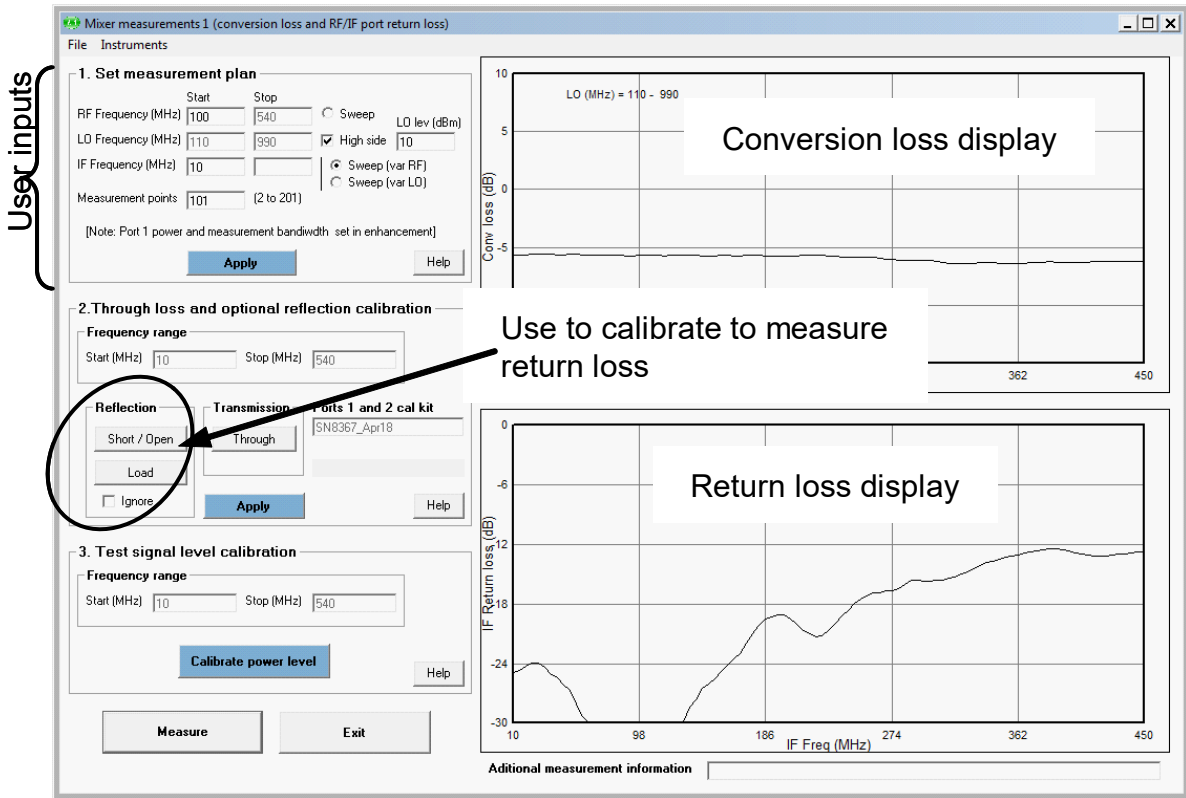 Mixer measurements 1 (conversion loss and RF/IF port return loss)
File Instruments
User inputs
1. Set measurement plan
Start Stop
RF Frequency (MHz) 100 540 Sweep LO lev (dBm)
LO Frequency (MHz) 110 990 High side 10
IF Frequency (MHz) 10 Sweep (var RF)
Sweep (var LO)
Measurement points 101 (2 to 201)
[Note: Port 1 power and measurement bandiwdth set in enhancement]
Apply Help
2.Through loss and optional reflection calibration
Frequency range
Start (MHz) 10 Stop (MHz) 540
Reflection Transmission Ports 1 and 2 cal kit
SN8367_Apr18
Short / Open Through
Load
Ignore Apply Help
3. Test signal level calibration
Frequency range
Start (MHz) 10 Stop (MHz) 540
Calibrate power level
Help
Measure Exit
10
LO (MHz) = 110 - 990
Conversion loss display
5
0
Conv loss (dB)
-5
Use to calibrate to measure
return loss
362 450
0
-6
Return loss display
IF Return loss (dB)
-12
-18
-24
-30
10 98 186 274 362 450
IF Freq (MHz)
Aditional measurement information